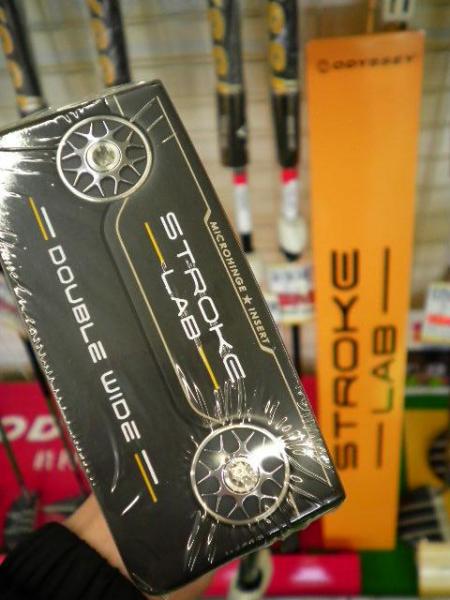 STROKE
LAB
MICROHINGE ★ INSERT
DOUBLE WIDE
ODYSSEY
STROKE
LAB